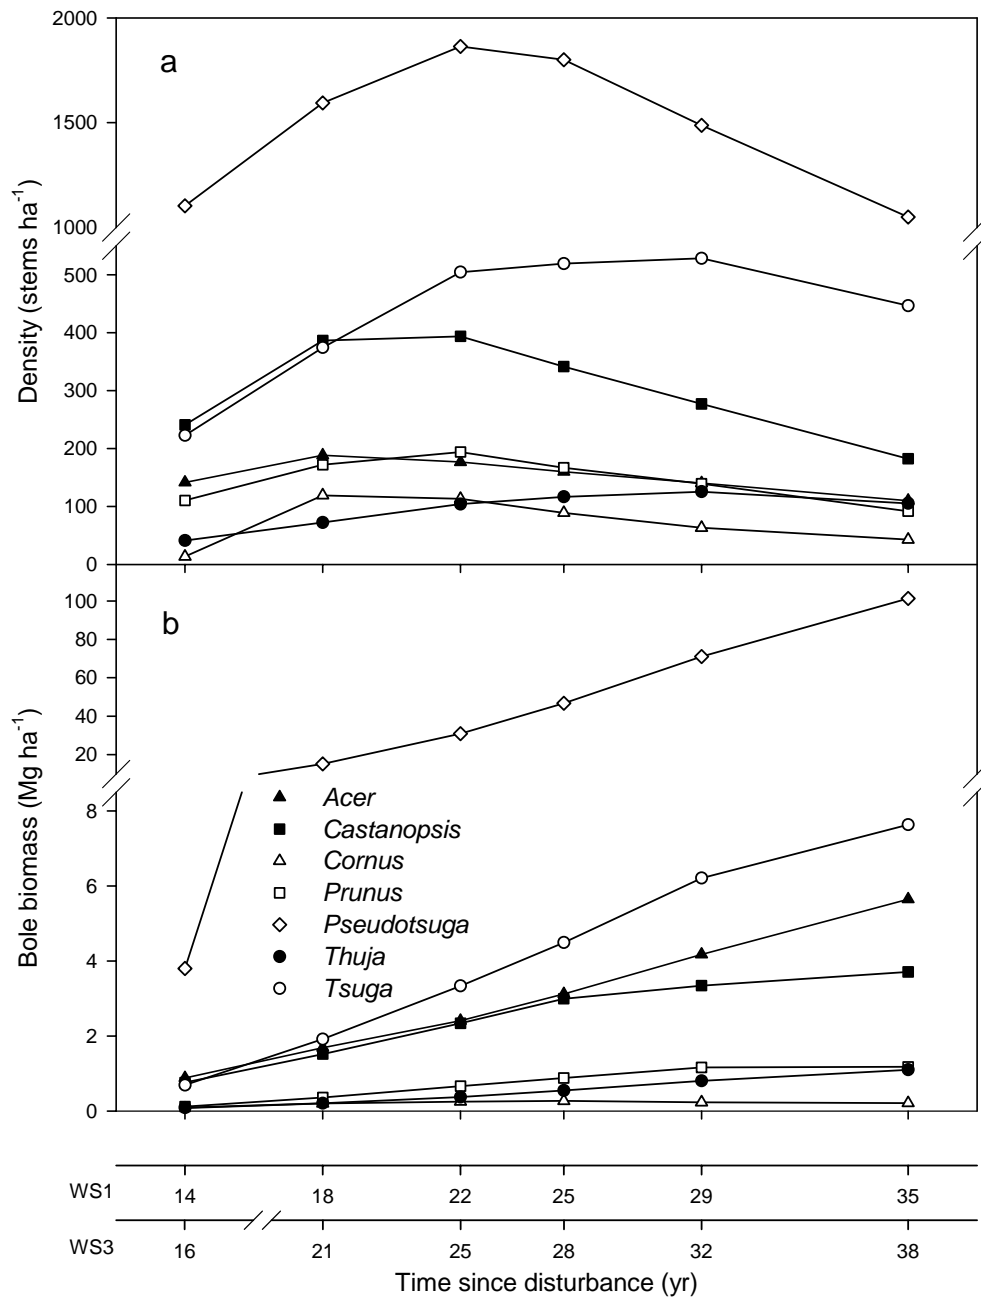 a
2000
1500
1000
500
400
300
200
100
0
Density (stems ha-1)
b
100
80
60
40
20
8
6
4
2
0
Bole biomass (Mg ha-1)
Acer
Castanopsis
Cornus
Prunus
Pseudotsuga
Thuja
Tsuga
WS1 14 18 22 25 29 35
WS3 16 21 25 28 32 38
Time since disturbance (yr)